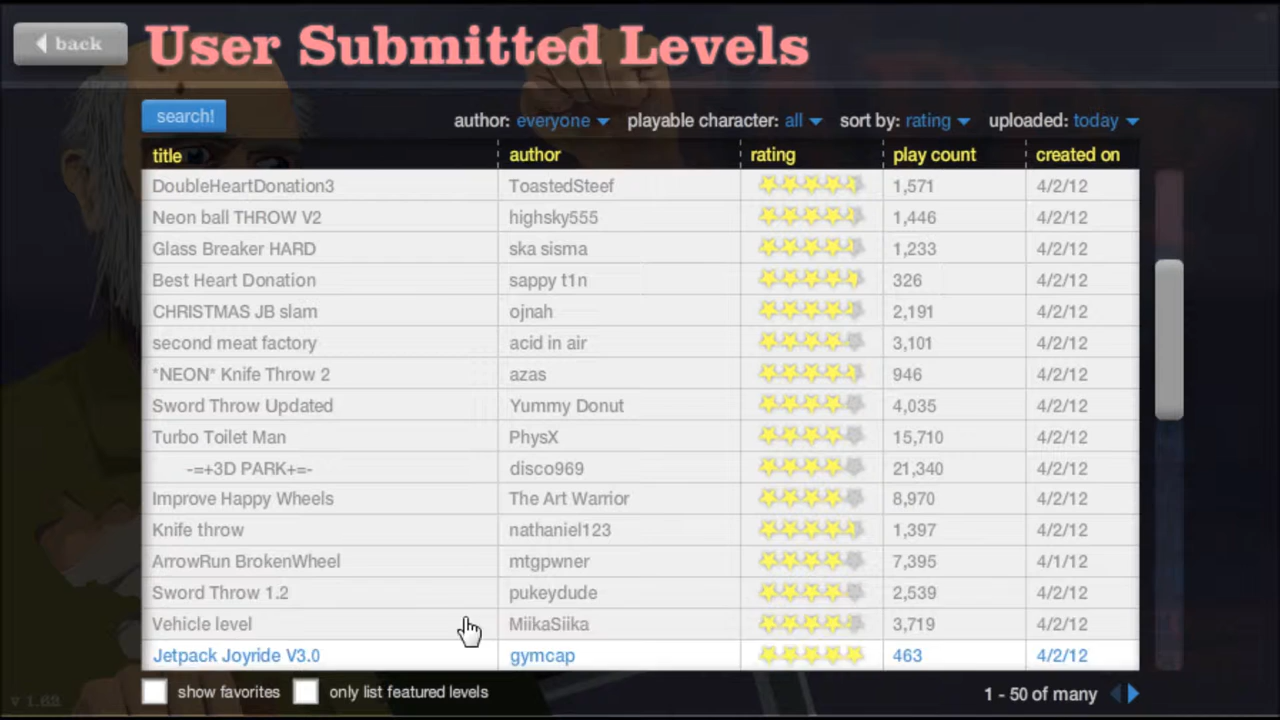 back
User Submitted Levels
search!
author: everyone playable character: all sort by: rating uploaded: today
title author rating play count created on
DoubleHeartDonation3 ToastedSteef 1,571 4/2/12
Neon ball THROW V2 highsky555 1,446 4/2/12
Glass Breaker HARD ska sisma 1,233 4/2/12
Best Heart Donation sappy t1n 326 4/2/12
CHRISTMAS JB slam ojnah 2,191 4/2/12
second meat factory acid in air 3,101 4/2/12
*NEON* Knife Throw 2 azas 946 4/2/12
Sword Throw Updated Yummy Donut 4,035 4/2/12
Turbo Toilet Man PhysX 15,710 4/2/12
-=+3D PARK+=- disco969 21,340 4/2/12
Improve Happy Wheels The Art Warrior 8,970 4/2/12
Knife throw nathaniel123 1,397 4/2/12
ArrowRun BrokenWheel mtgpwner 7,395 4/1/12
Sword Throw 1.2 pukeydude 2,539 4/2/12
Vehicle level MiikaSiika 3,719 4/2/12
Jetpack Joyride V3.0 gymcap 463 4/2/12
show favorites only list featured levels 1 - 50 of many